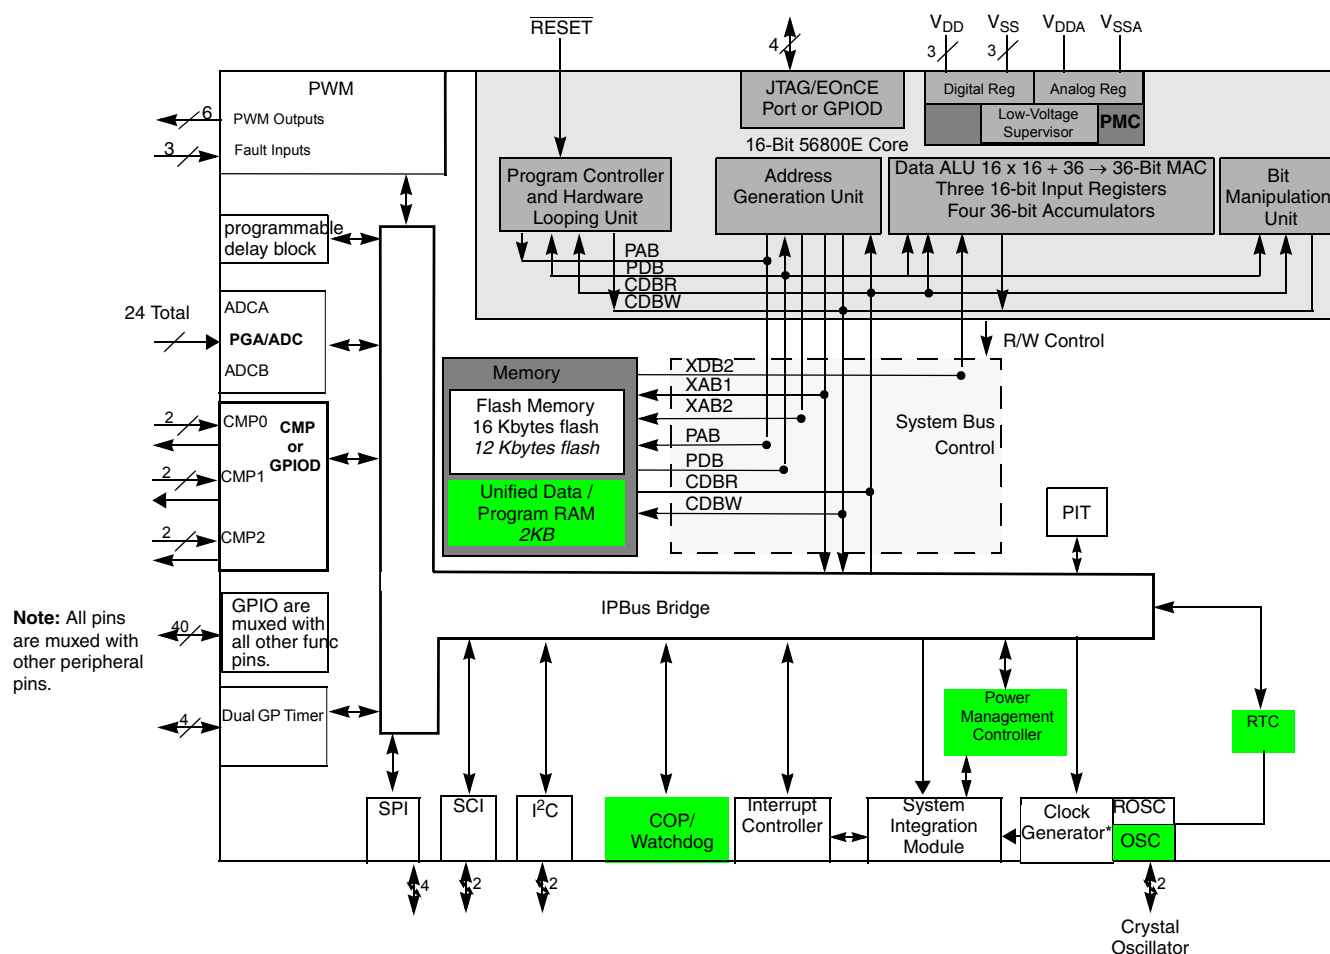 RESET
4
VDD
VSS
VDDA
VSSA
3
3
PWM
PWM Outputs
6
Fault Inputs
3
JTAG/EOnCE
Port or GPIOD
Digital Reg
Analog Reg
Low-Voltage
Supervisor
PMC
16-Bit 56800E Core
Program Controller
and Hardware
Looping Unit
Address
Generation Unit
Data ALU 16 x 16 + 36 → 36-Bit MAC
Three 16-bit Input Registers
Four 36-bit Accumulators
Bit
Manipulation
Unit
PAB
PDB
CDBR
CDBW
programmable
delay block
24 Total
ADCA
PGA/ADC
ADCB
R/W Control
Memory
Flash Memory
16 Kbytes flash
12 Kbytes flash
Unified Data /
Program RAM
2KB
XDB2
XAB1
XAB2
PAB
PDB
CDBR
CDBW
System Bus
Control
2
CMP0
CMP
or
GPIOD
2
CMP1
2
CMP2
PIT
IPBus Bridge
Note: All pins
are muxed with
other peripheral
pins.
40
GPIO are
muxed with
all other func
pins.
4
Dual GP Timer
Power
Management
Controller
RTC
SPI
SCI
I2C
COP/
Watchdog
Interrupt
Controller
System
Integration
Module
Clock
Generator*
ROSC
OSC
4
2
2
2
Crystal
Oscillator